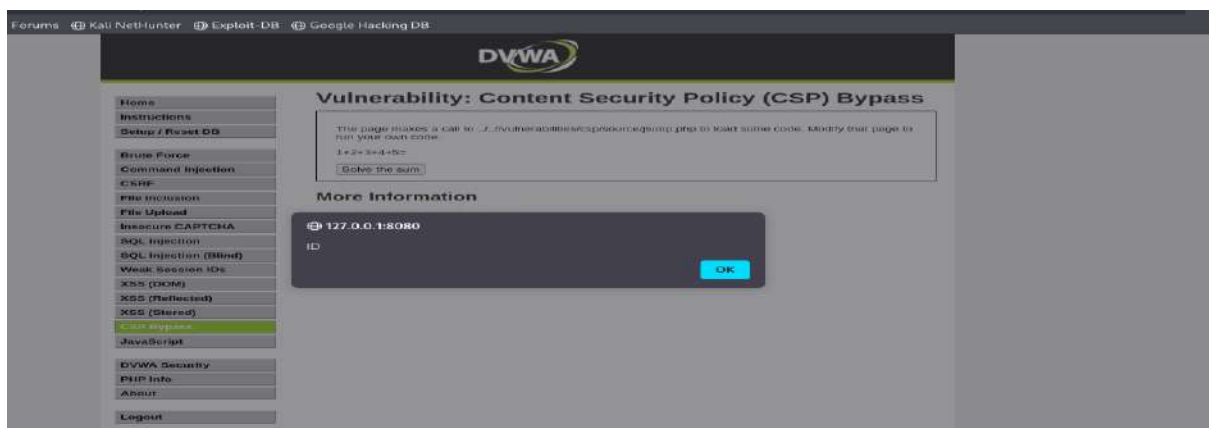 Forums Kali NetHunter Exploit-DB Google Hacking DB
DVWA
Home
Instructions
Setup / Reset DB
Brute Force
Command Injection
CSRF
File Inclusion
File Upload
Insecure CAPTCHA
SQL Injection
SQL Injection (Blind)
Weak Session IDs
XSS (DOM)
XSS (Reflected)
XSS (Stored)
CSP Bypass
JavaScript
DVWA Security
PHP Info
About
Logout
Vulnerability: Content Security Policy (CSP) Bypass
The page makes a call to ../../vulnerabilities/csp/source/jsonp.php to load some code. Modify that page to
run your own code.
1+2+3+4+5=
Solve the sum
More Information
127.0.0.1:8080
ID
OK